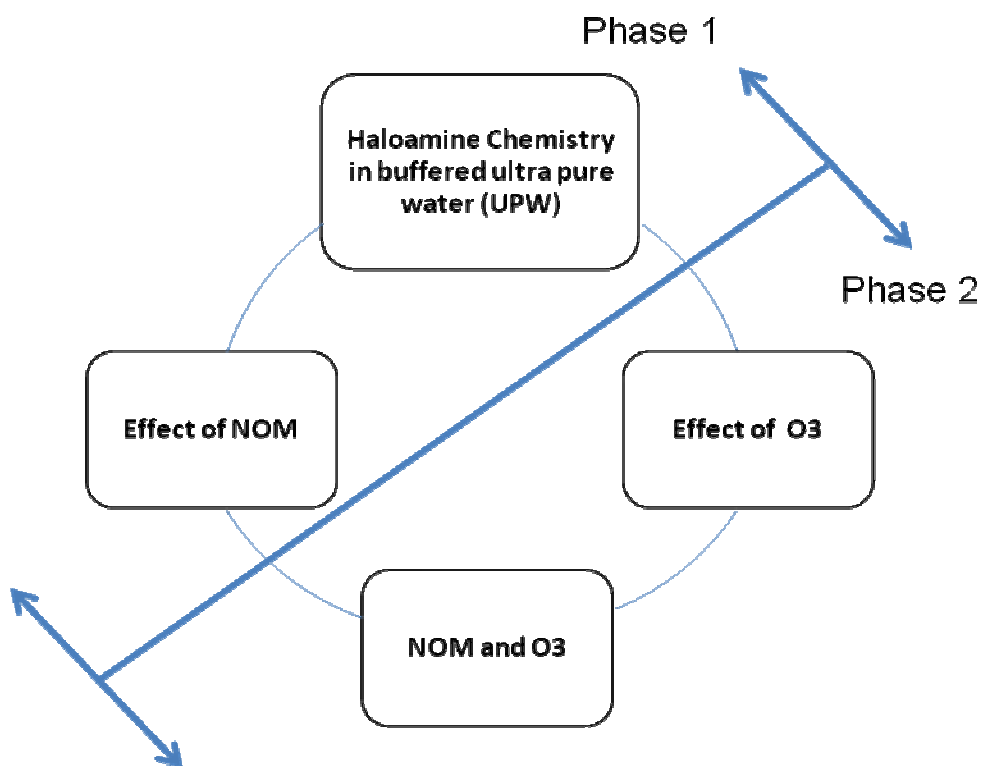 Phase 1
Haloamine Chemistry
in buffered ultra pure
water (UPW)
Phase 2
Effect of NOM
Effect of O3
NOM and O3